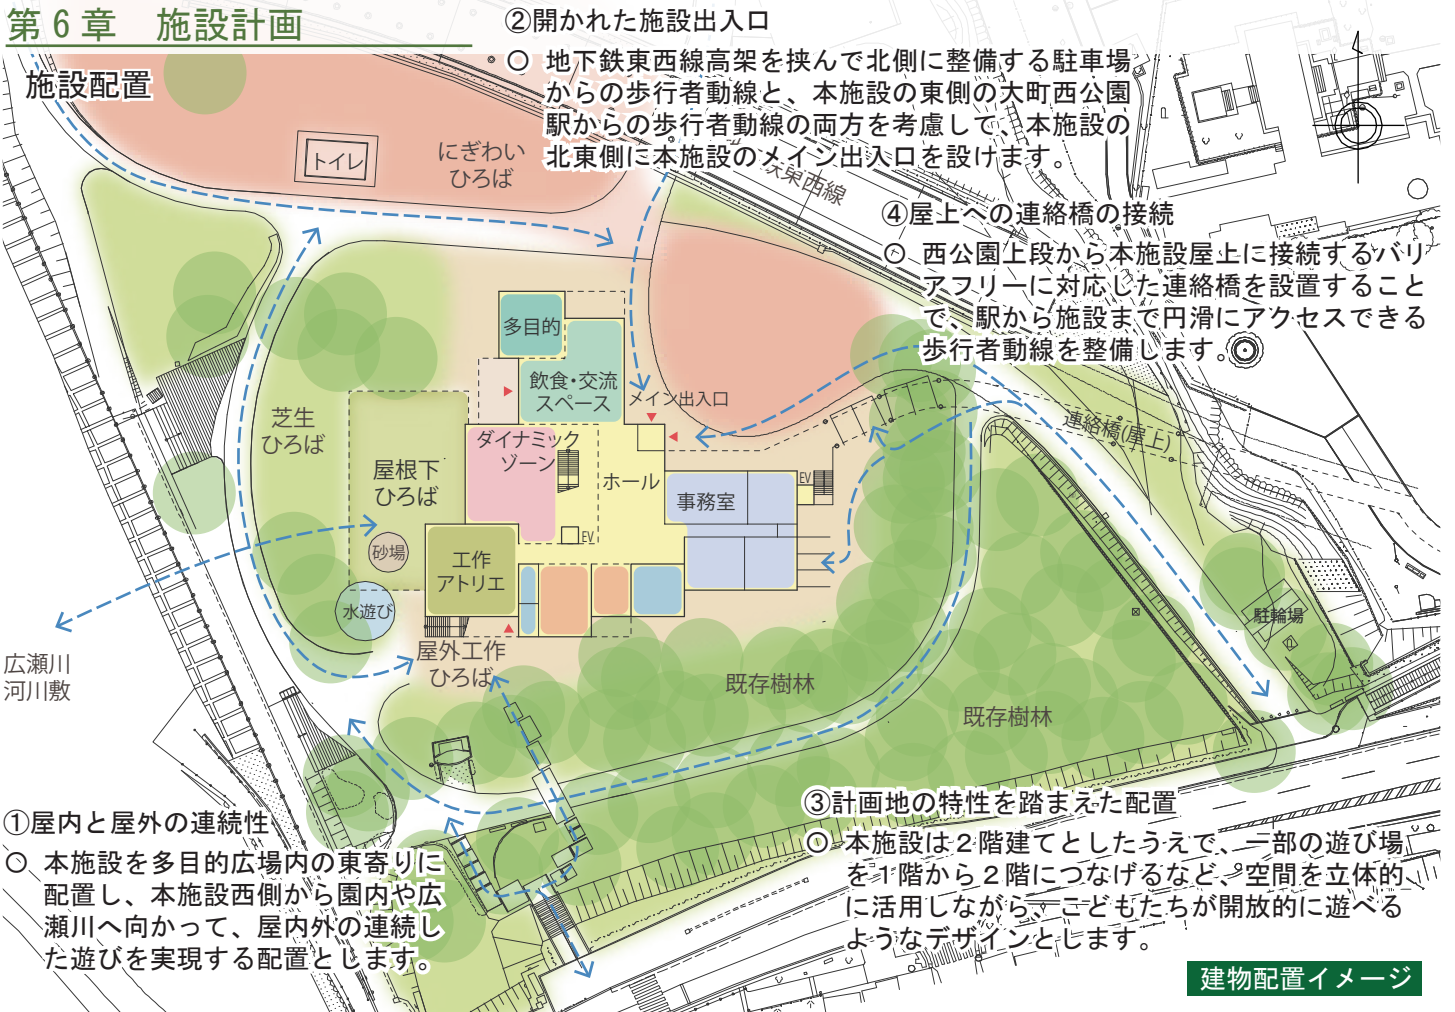 第6章　施設計画
施設配置
②開かれた施設出入口
○ 地下鉄東西線高架を挟んで北側に整備する駐車場
からの歩行者動線と、本施設の東側の大町西公園
駅からの歩行者動線の両方を考慮して、本施設の
北東側に本施設のメイン出入口を設けます。
鉄東西線
④屋上への連絡橋の接続
○ 西公園上段から本施設屋上に接続するバリ
アフリーに対応した連絡橋を設置すること
で、駅から施設まで円滑にアクセスできる
歩行者動線を整備します。
トイレ
にぎわい
ひろば
多目的
飲食・交流
スペース
メイン出入口
芝生
ひろば
屋根下
ひろば
ダイナミック
ゾーン
ホール
事務室
EV
EV
連絡橋(屋上)
砂場
工作
アトリエ
水遊び
屋外工作
ひろば
広瀬川
河川敷
既存樹林
既存樹林
駐輪場
①屋内と屋外の連続性
○ 本施設を多目的広場内の東寄りに
配置し、本施設西側から園内や広
瀬川へ向かって、屋内外の連続し
た遊びを実現する配置とします。
③計画地の特性を踏まえた配置
○ 本施設は２階建てとしたうえで、一部の遊び場
を１階から２階につなげるなど、空間を立体的
に活用しながら、こどもたちが開放的に遊べる
ようなデザインとします。
建物配置イメージ